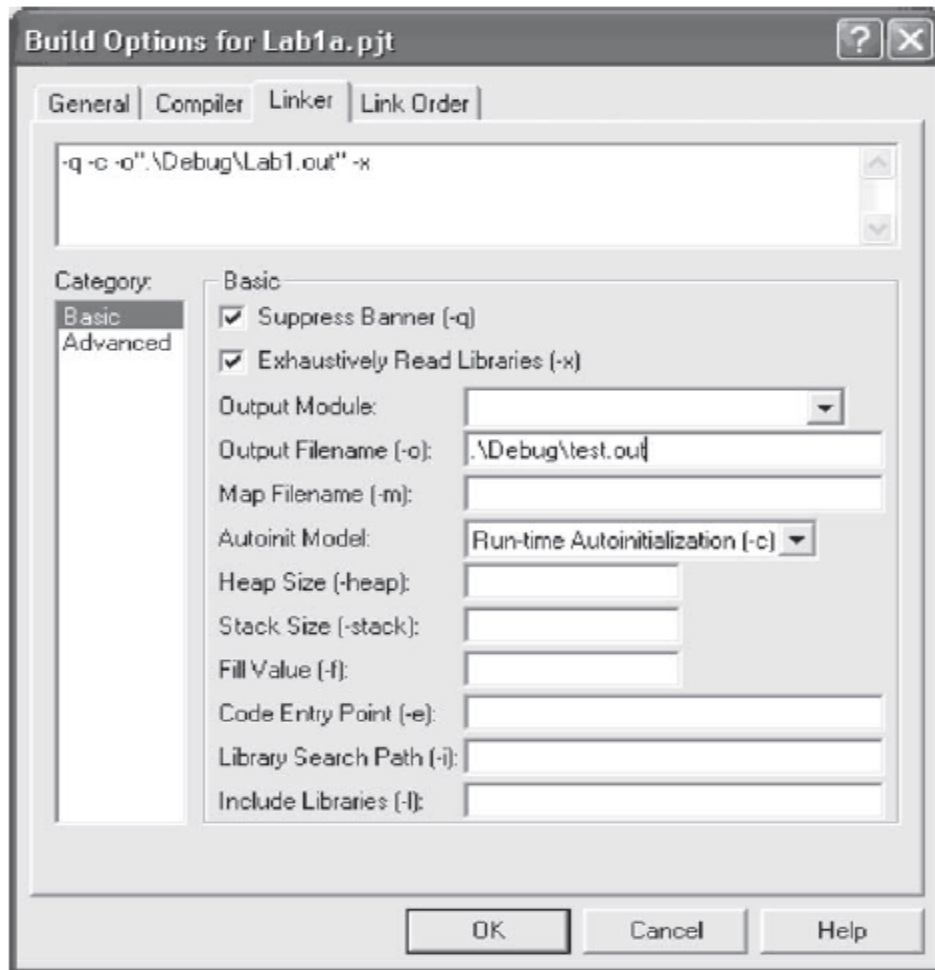 Build Options for Lab1a.pjt
General Compiler Linker Link Order
-q -c -o".\Debug\Lab1.out" -x
Category:
Basic
Advanced
Basic
Suppress Banner (-q)
Exhaustively Read Libraries (-x)
Output Module:
Output Filename (-o): .\Debug\test.out
Map Filename (-m):
Autoinit Model: Run-time Autoinitialization (-c)
Heap Size (-heap):
Stack Size (-stack):
Fill Value (-f):
Code Entry Point (-e):
Library Search Path (-i):
Include Libraries (-l):
OK Cancel Help